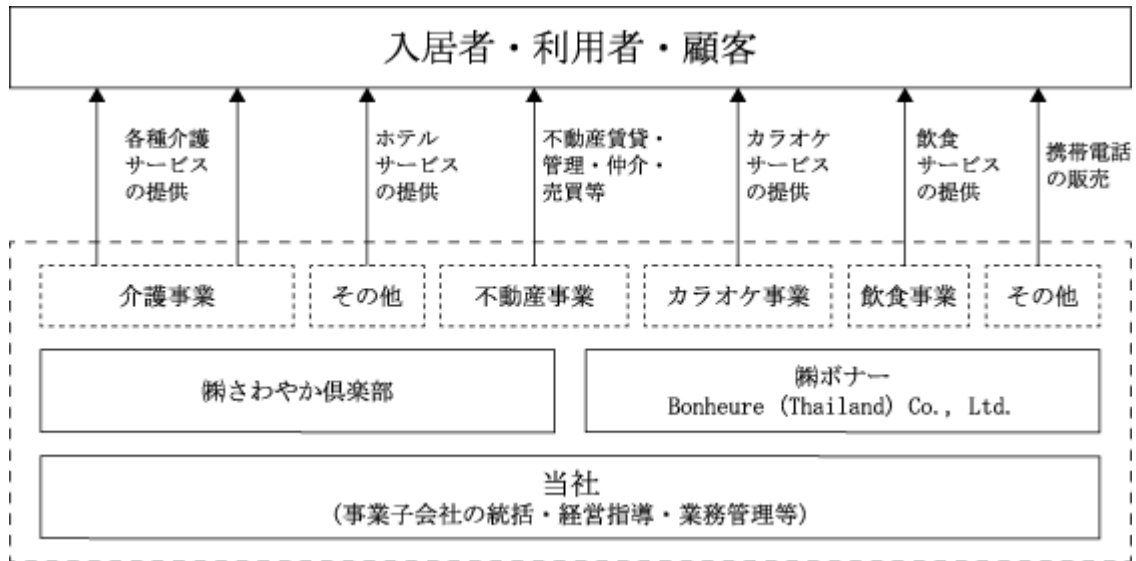 入居者・利用者・顧客
各種介護
サービス
の提供
ホテル
サービス
の提供
不動産賃貸・
管理・仲介・
売買等
カラオケ
サービス
の提供
飲食
サービス
の提供
携帯電話
の販売
介護事業
その他
不動産事業
カラオケ事業
飲食事業
その他
㈱さわやか倶楽部
㈱ボナー
Bonheure (Thailand) Co., Ltd.
当社
(事業子会社の統括・経営指導・業務管理等)